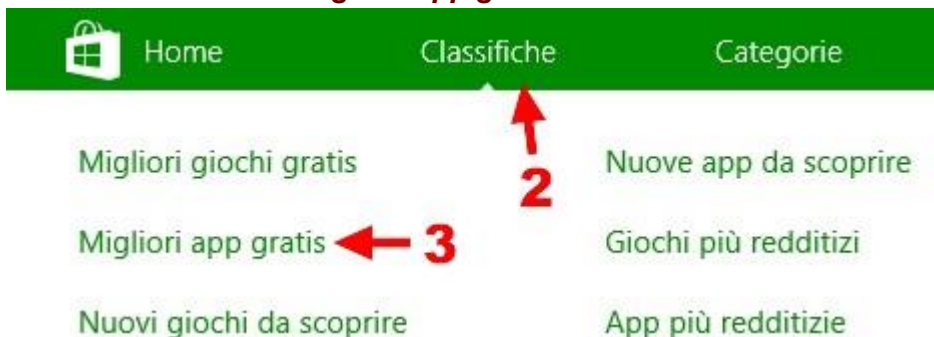 Home Classifiche Categorie
Migliori giochi gratis Nuove app da scoprire
2
Migliori app gratis 3 Giochi più redditizi
Nuovi giochi da scoprire App più redditizie